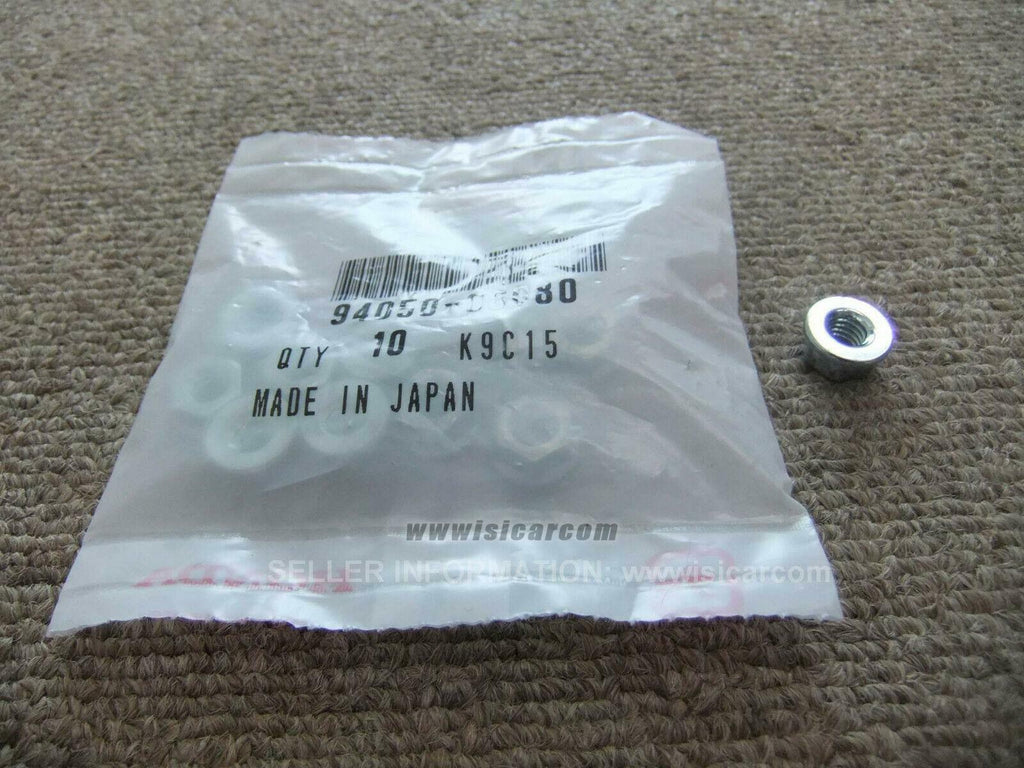 QTY 10 K9C15
MADE IN JAPAN
wwwisicarcom
SELLER INFORMATION: wwwisicarcom